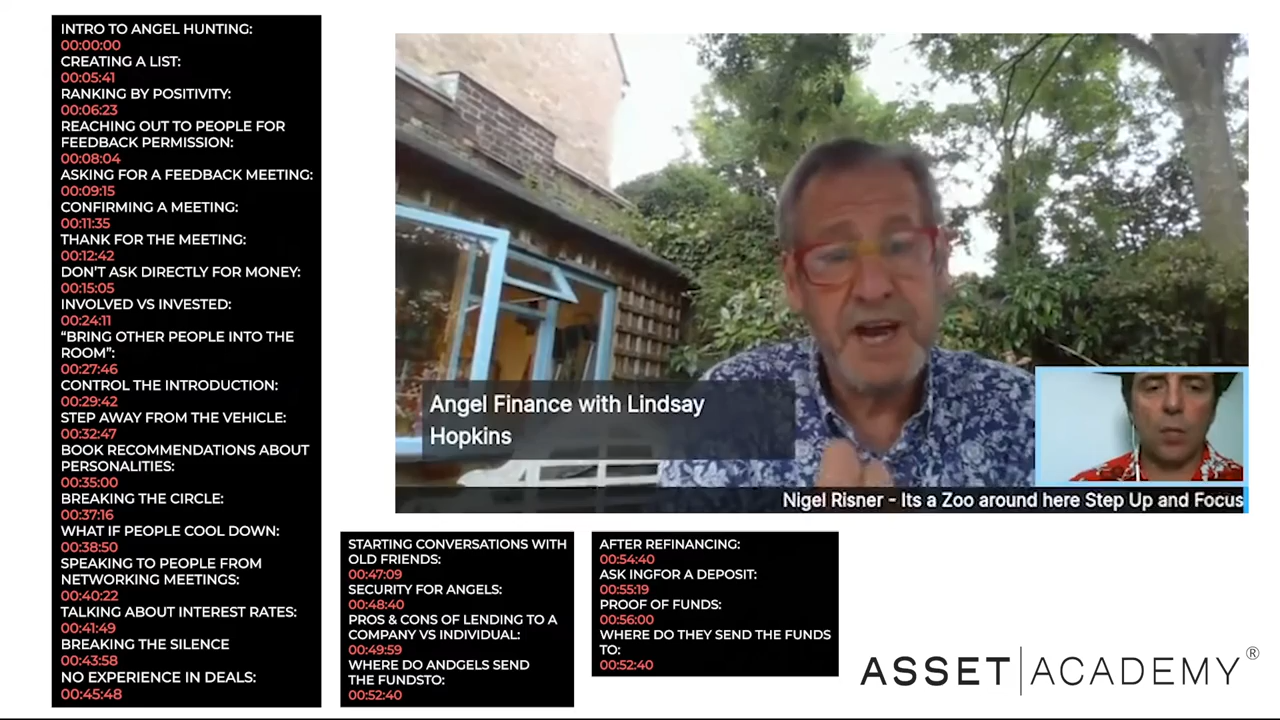 INTRO TO ANGEL HUNTING:
00:00:00
CREATING A LIST:
00:05:41
RANKING BY POSITIVITY:
00:06:23
REACHING OUT TO PEOPLE FOR
FEEDBACK PERMISSION:
00:08:04
ASKING FOR A FEEDBACK MEETING:
00:09:15
CONFIRMING A MEETING:
00:11:35
THANK FOR THE MEETING:
00:12:42
DON'T ASK DIRECTLY FOR MONEY:
00:15:05
INVOLVED VS INVESTED:
00:24:11
“BRING OTHER PEOPLE INTO THE
ROOM”:
00:27:46
CONTROL THE INTRODUCTION:
00:29:42
STEP AWAY FROM THE VEHICLE:
00:32:47
BOOK RECOMMENDATIONS ABOUT
PERSONALITIES:
00:35:00
BREAKING THE CIRCLE:
00:37:16
WHAT IF PEOPLE COOL DOWN:
00:38:50
SPEAKING TO PEOPLE FROM
NETWORKING MEETINGS:
00:40:22
TALKING ABOUT INTEREST RATES:
00:41:49
BREAKING THE SILENCE
00:43:58
NO EXPERIENCE IN DEALS:
00:45:48
Angel Finance with Lindsay
Hopkins
Nigel Risner - Its a Zoo around here Step Up and Focus
STARTING CONVERSATIONS WITH
OLD FRIENDS:
00:47:09
SECURITY FOR ANGELS:
00:48:40
PROS & CONS OF LENDING TO A
COMPANY VS INDIVIDUAL:
00:49:59
WHERE DO ANDGELS SEND
THE FUNDSTO:
00:52:40
AFTER REFINANCING:
00:54:40
ASK INGFOR A DEPOSIT:
00:55:19
PROOF OF FUNDS:
00:56:00
WHERE DO THEY SEND THE FUNDS
TO:
00:52:40
ASSET|ACADEMY®